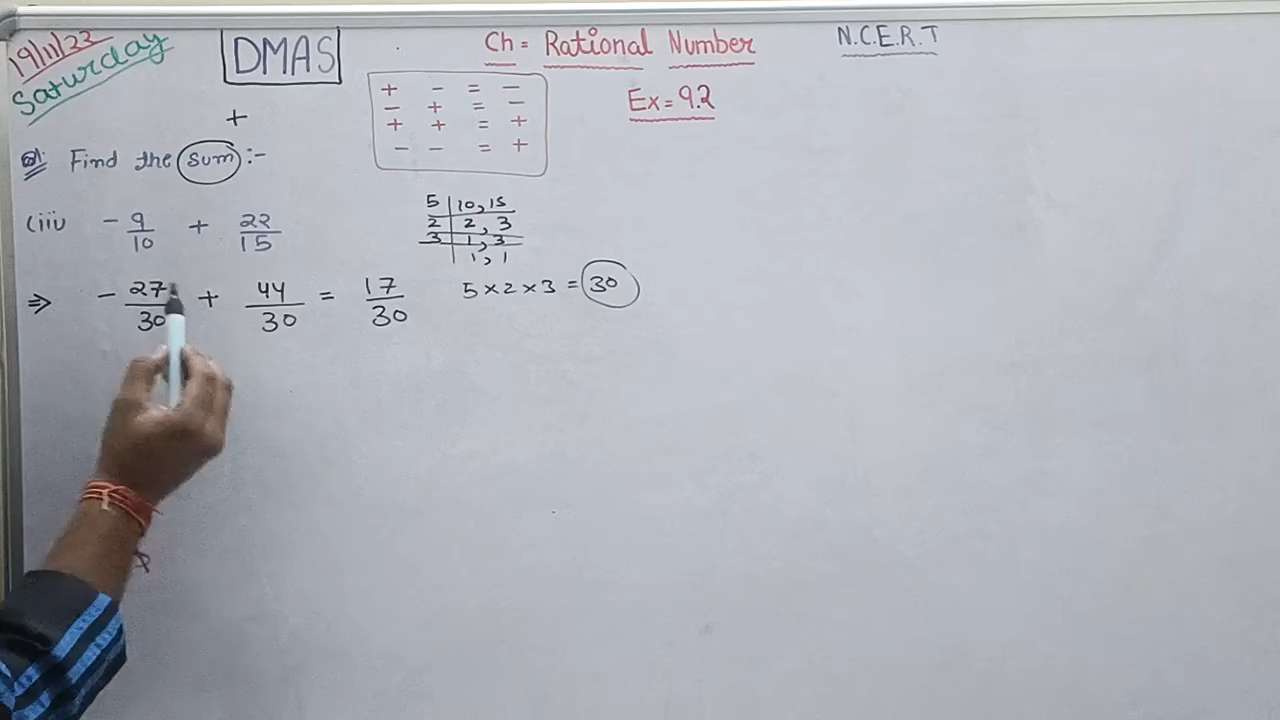 19/11/22
Saturday
DMAS
Ch = Rational Number
N.C.E.R.T
Ex = 9.2
+ - = -
- + = -
+ + = +
- - = +
+
Q1. Find the sum :-
(iii) - 9/10 + 22/15
5 | 10, 15
2 | 2, 3
3 | 1, 3
| 1, 1
⇒ - 27/30 + 44/30 = 17/30
5 × 2 × 3 = 30